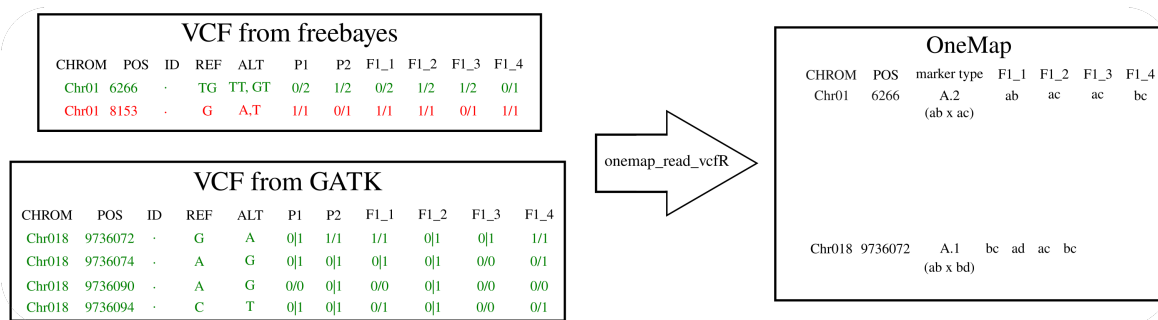 VCF from freebayes
CHROM POS ID REF ALT P1 P2 F1_1 F1_2 F1_3 F1_4
Chr01 6266 . TG TT, GT 0/2 1/2 0/2 1/2 1/2 0/1
Chr01 8153 . G A,T 1/1 0/1 1/1 1/1 0/1 1/1
VCF from GATK
CHROM POS ID REF ALT P1 P2 F1_1 F1_2 F1_3 F1_4
Chr018 9736072 . G A 0|1 1/1 1/1 0|1 0|1 1/1
Chr018 9736074 . A G 0|1 0|1 0|1 0|1 0/0 0/1
Chr018 9736090 . A G 0/0 0|1 0/0 0|1 0/0 0/0
Chr018 9736094 . C T 0|1 0|1 0/1 0|1 0/0 0/1
onemap_read_vcfR
OneMap
CHROM POS marker type F1_1 F1_2 F1_3 F1_4
Chr01 6266 A.2 ab ac ac bc
(ab x ac)
Chr018 9736072 A.1 bc ad ac bc
(ab x bd)